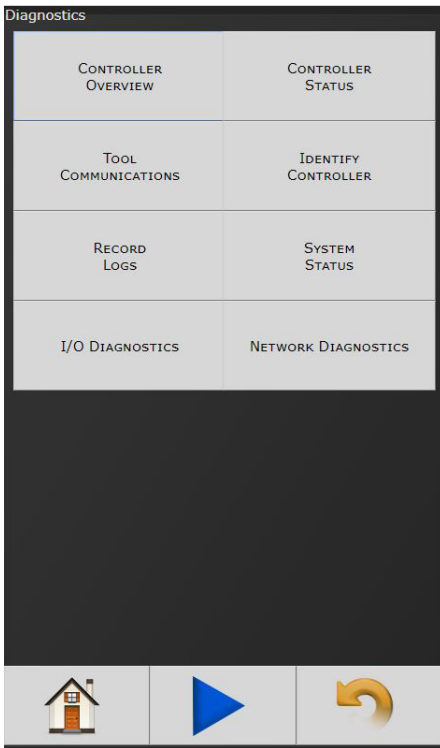 Diagnostics
Controller
Overview
Controller
Status
Tool
Communications
Identify
Controller
Record
Logs
System
Status
I/O Diagnostics
Network Diagnostics